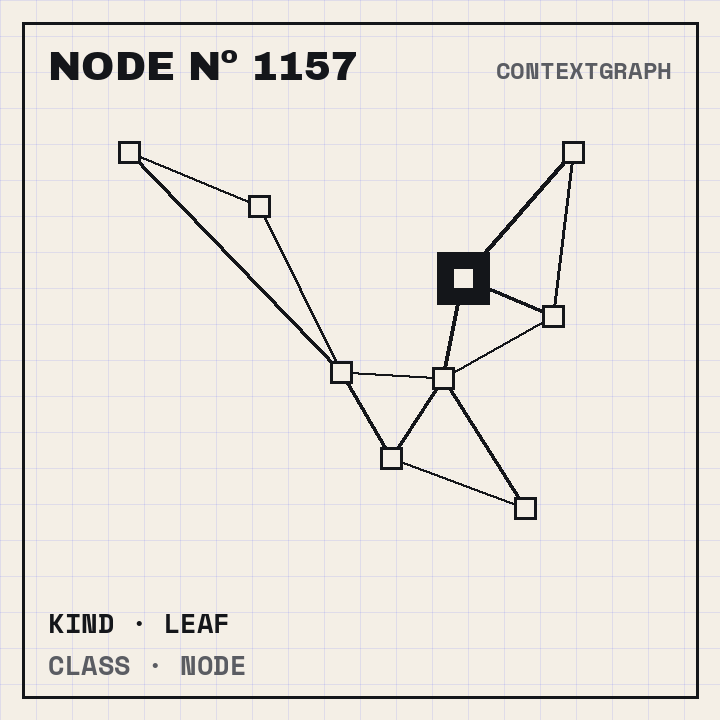 NODE Nº 1157
CONTEXTGRAPH
KIND · LEAF
CLASS · NODE